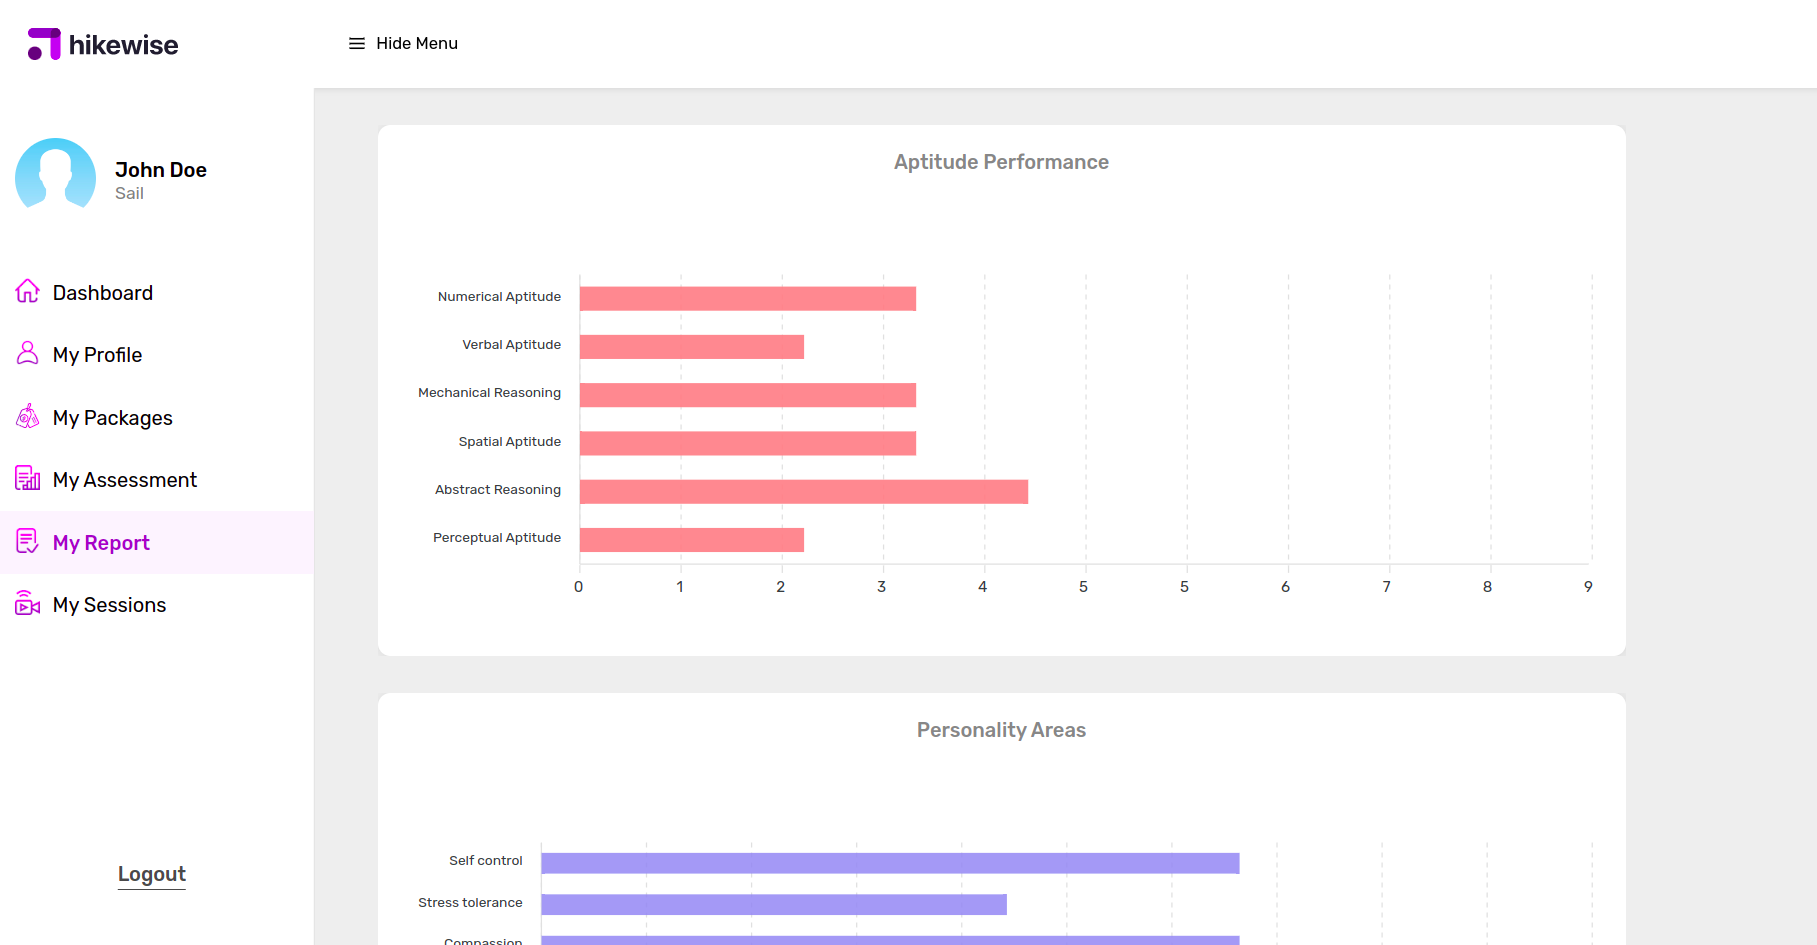 hikewise
Hide Menu
John Doe
Sail
Dashboard
My Profile
My Packages
My Assessment
My Report
My Sessions
Logout
Aptitude Performance
Numerical Aptitude
Verbal Aptitude
Mechanical Reasoning
Spatial Aptitude
Abstract Reasoning
Perceptual Aptitude
0 1 2 3 4 5 5 6 7 8 9
Personality Areas
Self control
Stress tolerance
Compassion